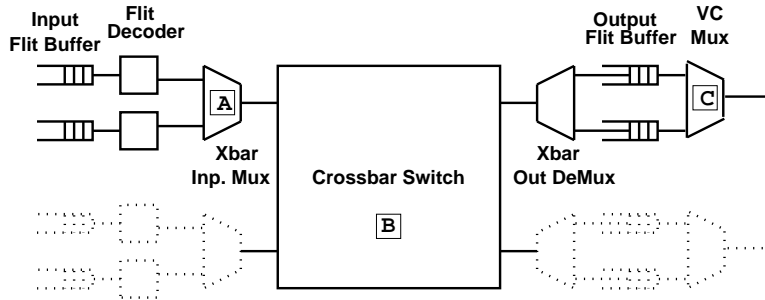 Input
Flit Buffer
Flit
Decoder
Output
Flit Buffer
VC
Mux
A
C
Xbar
Inp. Mux
Crossbar Switch
Xbar
Out DeMux
B